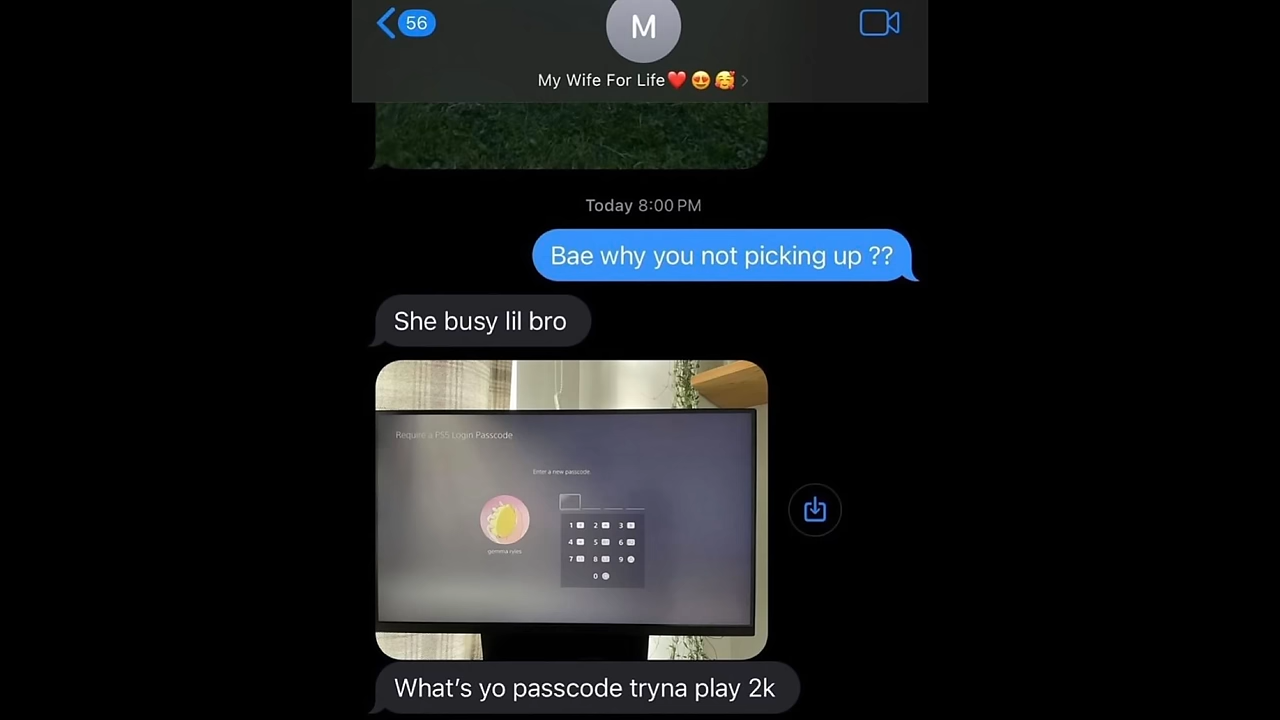 56
M
My Wife For Life❤️😍🥰
Today 8:00 PM
Bae why you not picking up ??
She busy lil bro
Require a PS5 Login Passcode
Enter a new passcode.
1 2 3
4 5 6
7 8 9
0
What's yo passcode tryna play 2k